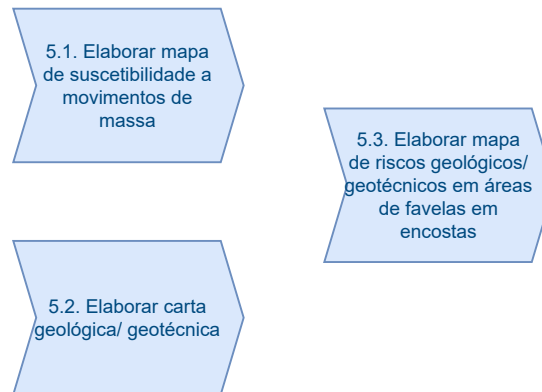 5.1. Elaborar mapa
de suscetibilidade a
movimentos de
massa
5.3. Elaborar mapa
de riscos geológicos/
geotécnicos em áreas
de favelas em
encostas
5.2. Elaborar carta
geológica/ geotécnica